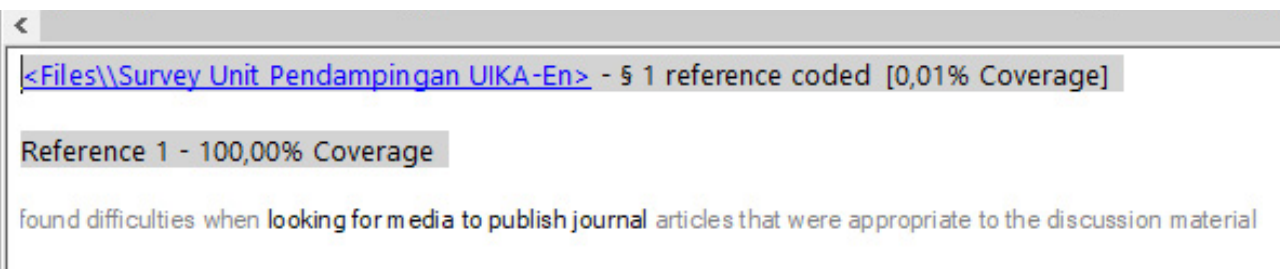 <Files\\Survey Unit Pendampingan UIKA-En> - § 1 reference coded [0,01% Coverage]
Reference 1 - 100,00% Coverage
found difficulties when looking for media to publish journal articles that were appropriate to the discussion material